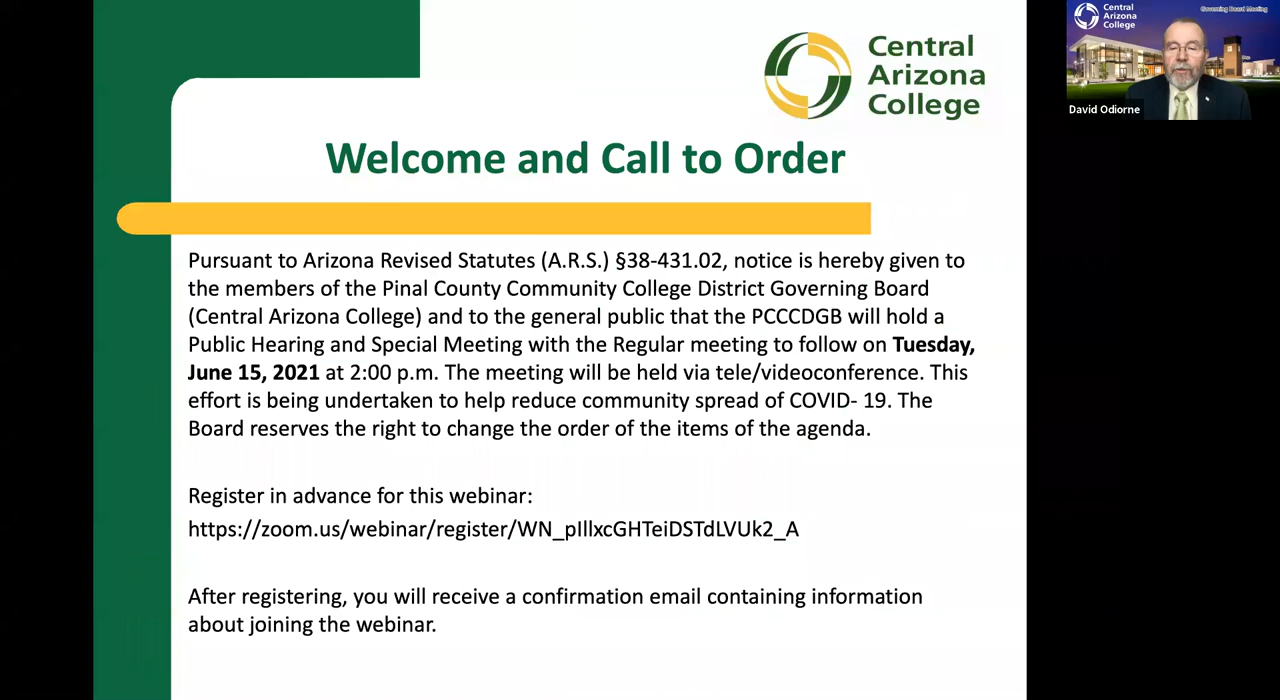 Central
Arizona
College
Welcome and Call to Order
Pursuant to Arizona Revised Statutes (A.R.S.) §38-431.02, notice is hereby given to
the members of the Pinal County Community College District Governing Board
(Central Arizona College) and to the general public that the PCCCDGB will hold a
Public Hearing and Special Meeting with the Regular meeting to follow on Tuesday,
June 15, 2021 at 2:00 p.m. The meeting will be held via tele/videoconference. This
effort is being undertaken to help reduce community spread of COVID- 19. The
Board reserves the right to change the order of the items of the agenda.
Register in advance for this webinar:
https://zoom.us/webinar/register/WN_pIllxcGHTeiDSTdLVUk2_A
After registering, you will receive a confirmation email containing information
about joining the webinar.
Central
Arizona
College
Governing Board Meeting
David Odiorne